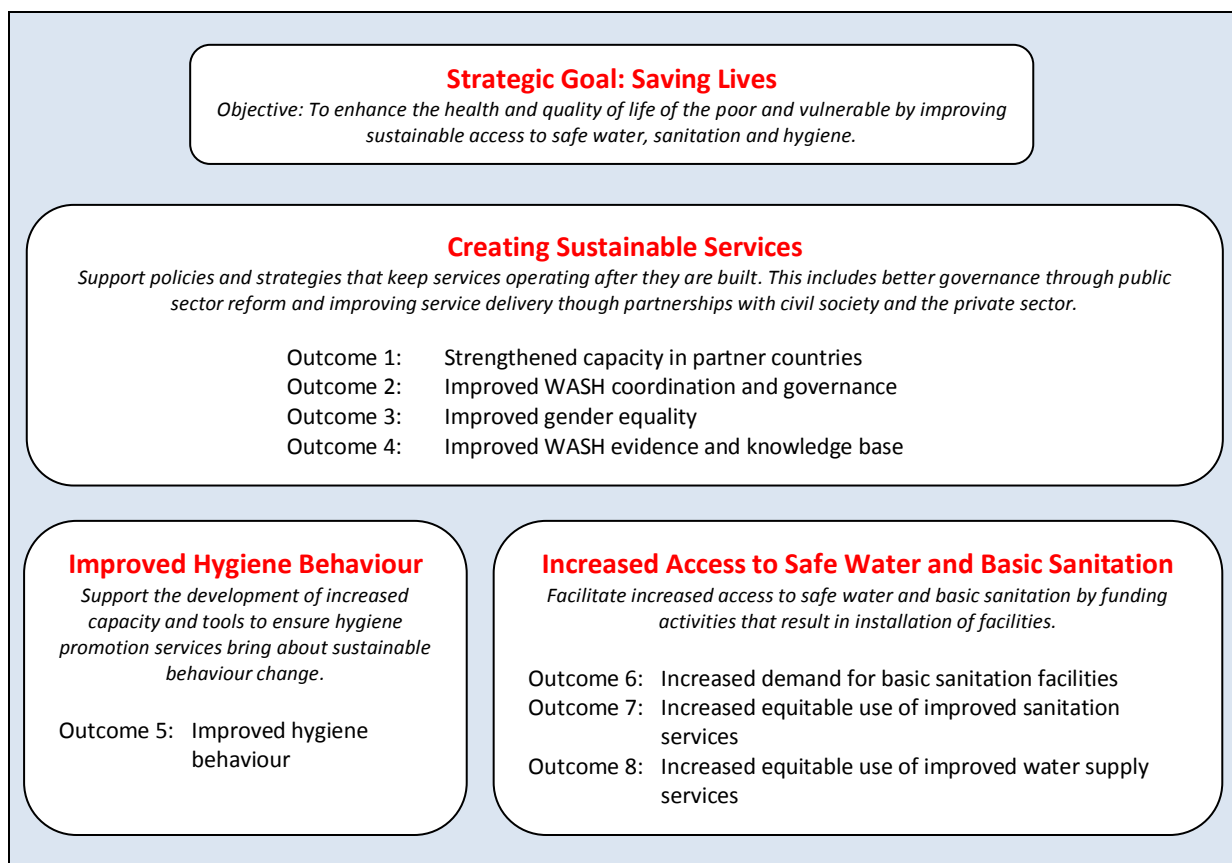 Strategic Goal: Saving Lives
Objective: To enhance the health and quality of life of the poor and vulnerable by improving
sustainable access to safe water, sanitation and hygiene.
Creating Sustainable Services
Support policies and strategies that keep services operating after they are built. This includes better governance through public
sector reform and improving service delivery though partnerships with civil society and the private sector.
Outcome 1: Strengthened capacity in partner countries
Outcome 2: Improved WASH coordination and governance
Outcome 3: Improved gender equality
Outcome 4: Improved WASH evidence and knowledge base
Improved Hygiene Behaviour
Support the development of increased
capacity and tools to ensure hygiene
promotion services bring about sustainable
behaviour change.
Outcome 5: Improved hygiene
behaviour
Increased Access to Safe Water and Basic Sanitation
Facilitate increased access to safe water and basic sanitation by funding
activities that result in installation of facilities.
Outcome 6: Increased demand for basic sanitation facilities
Outcome 7: Increased equitable use of improved sanitation
services
Outcome 8: Increased equitable use of improved water supply
services